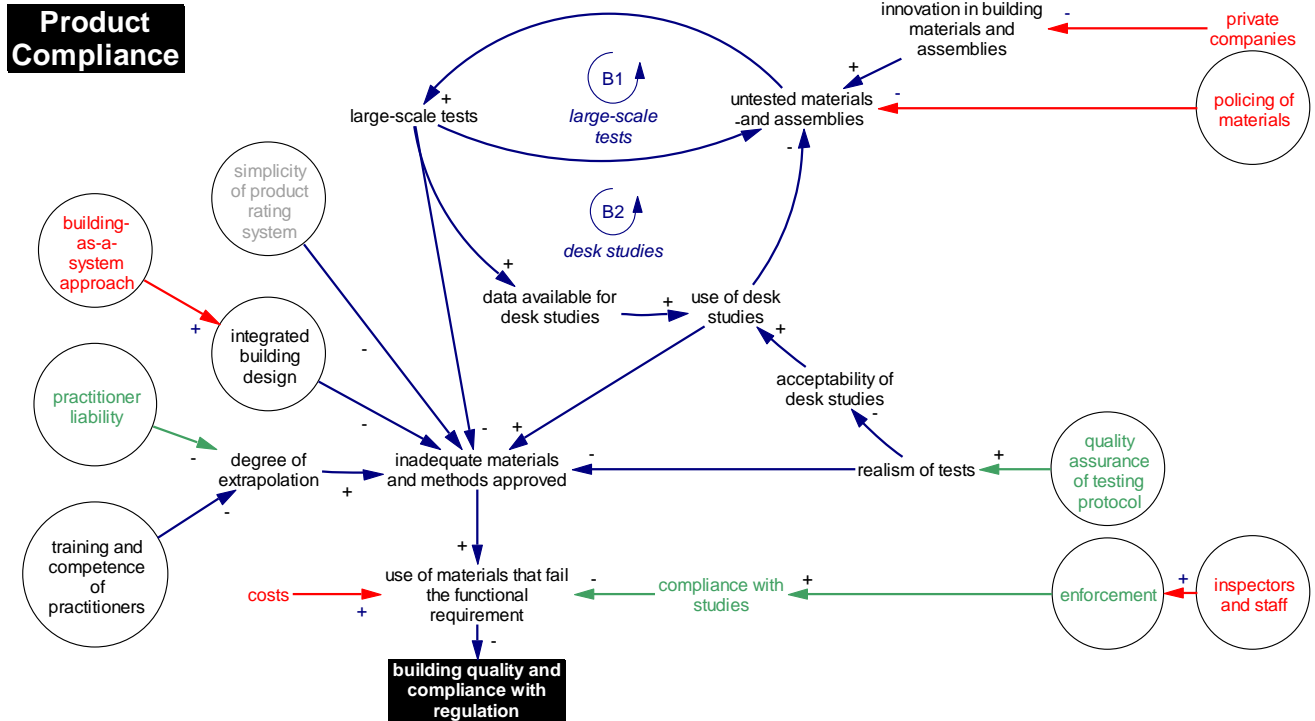 Product
Compliance
innovation in building
materials and
assemblies
-
private
companies
+
policing of
materials
-
untested materials
and assemblies
-
-
+
large-scale tests
B1
large-scale
tests
simplicity
of product
rating
system
B2
desk studies
building-
as-a-
system
approach
+
data available for
desk studies
+
use of desk
studies
+
+
integrated
building
design
-
-
acceptability of
desk studies
-
practitioner
liability
-
degree of
extrapolation
+
-
inadequate materials
and methods approved
-
+
-
realism of tests
+
quality
assurance
of testing
protocol
training and
competence
of
practitioners
+
costs
+
use of materials that fail
the functional
requirement
-
compliance with
studies
+
enforcement
+
inspectors
and staff
-
building quality and
compliance with
regulation